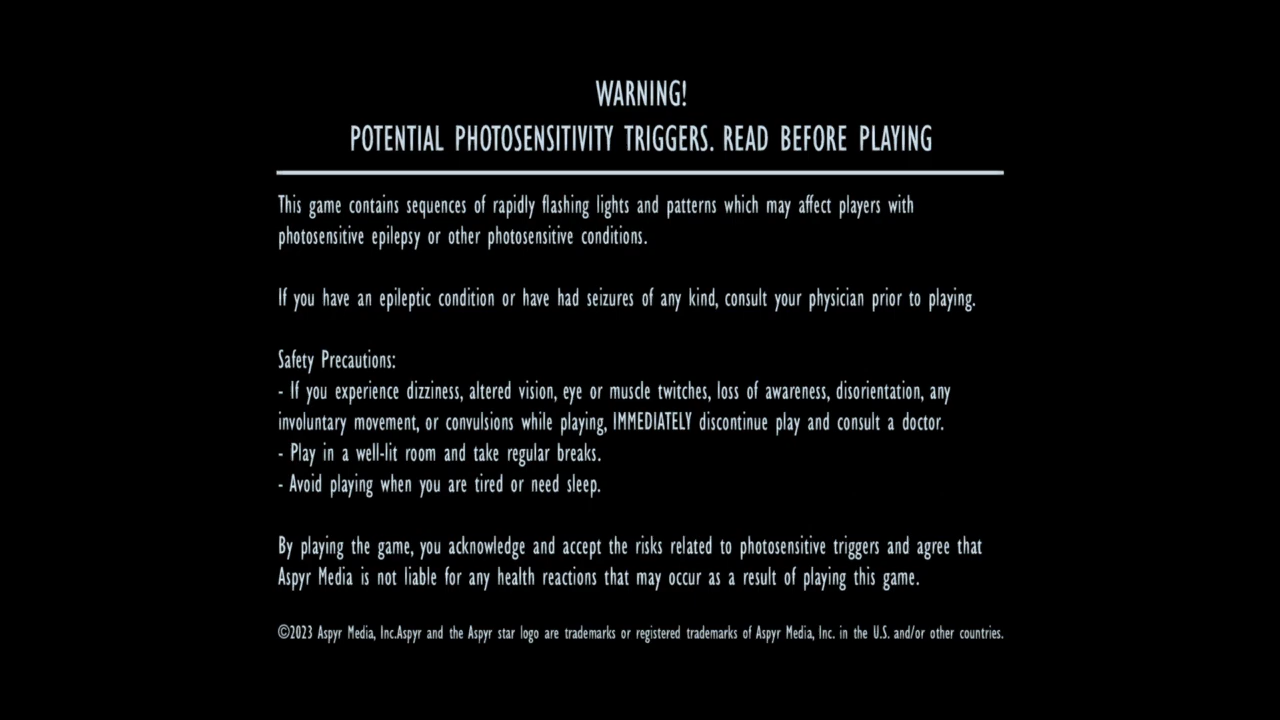 WARNING!
POTENTIAL PHOTOSENSITIVITY TRIGGERS. READ BEFORE PLAYING
This game contains sequences of rapidly flashing lights and patterns which may affect players with
photosensitive epilepsy or other photosensitive conditions.
If you have an epileptic condition or have had seizures of any kind, consult your physician prior to playing.
Safety Precautions:
- If you experience dizziness, altered vision, eye or muscle twitches, loss of awareness, disorientation, any
involuntary movement, or convulsions while playing, IMMEDIATELY discontinue play and consult a doctor.
- Play in a well-lit room and take regular breaks.
- Avoid playing when you are tired or need sleep.
By playing the game, you acknowledge and accept the risks related to photosensitive triggers and agree that
Aspyr Media is not liable for any health reactions that may occur as a result of playing this game.
©2023 Aspyr Media, Inc.Aspyr and the Aspyr star logo are trademarks or registered trademarks of Aspyr Media, Inc. in the U.S. and/or other countries.